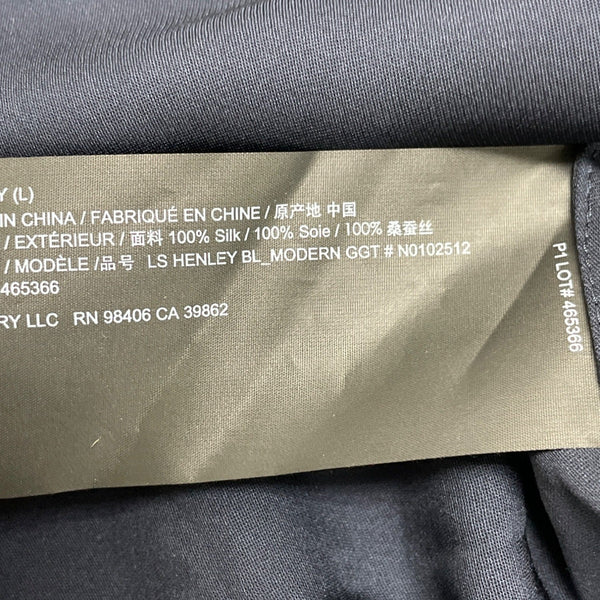 Y (L)
IN CHINA / FABRIQUÉ EN CHINE / 原产地 中国
/ EXTÉRIEUR / 面料 100% Silk / 100% Soie / 100% 桑蚕丝
/ MODÈLE /品号 LS HENLEY BL_MODERN GGT # N0102512
465366
RY LLC RN 98406 CA 39862
P1 LOT# 465366